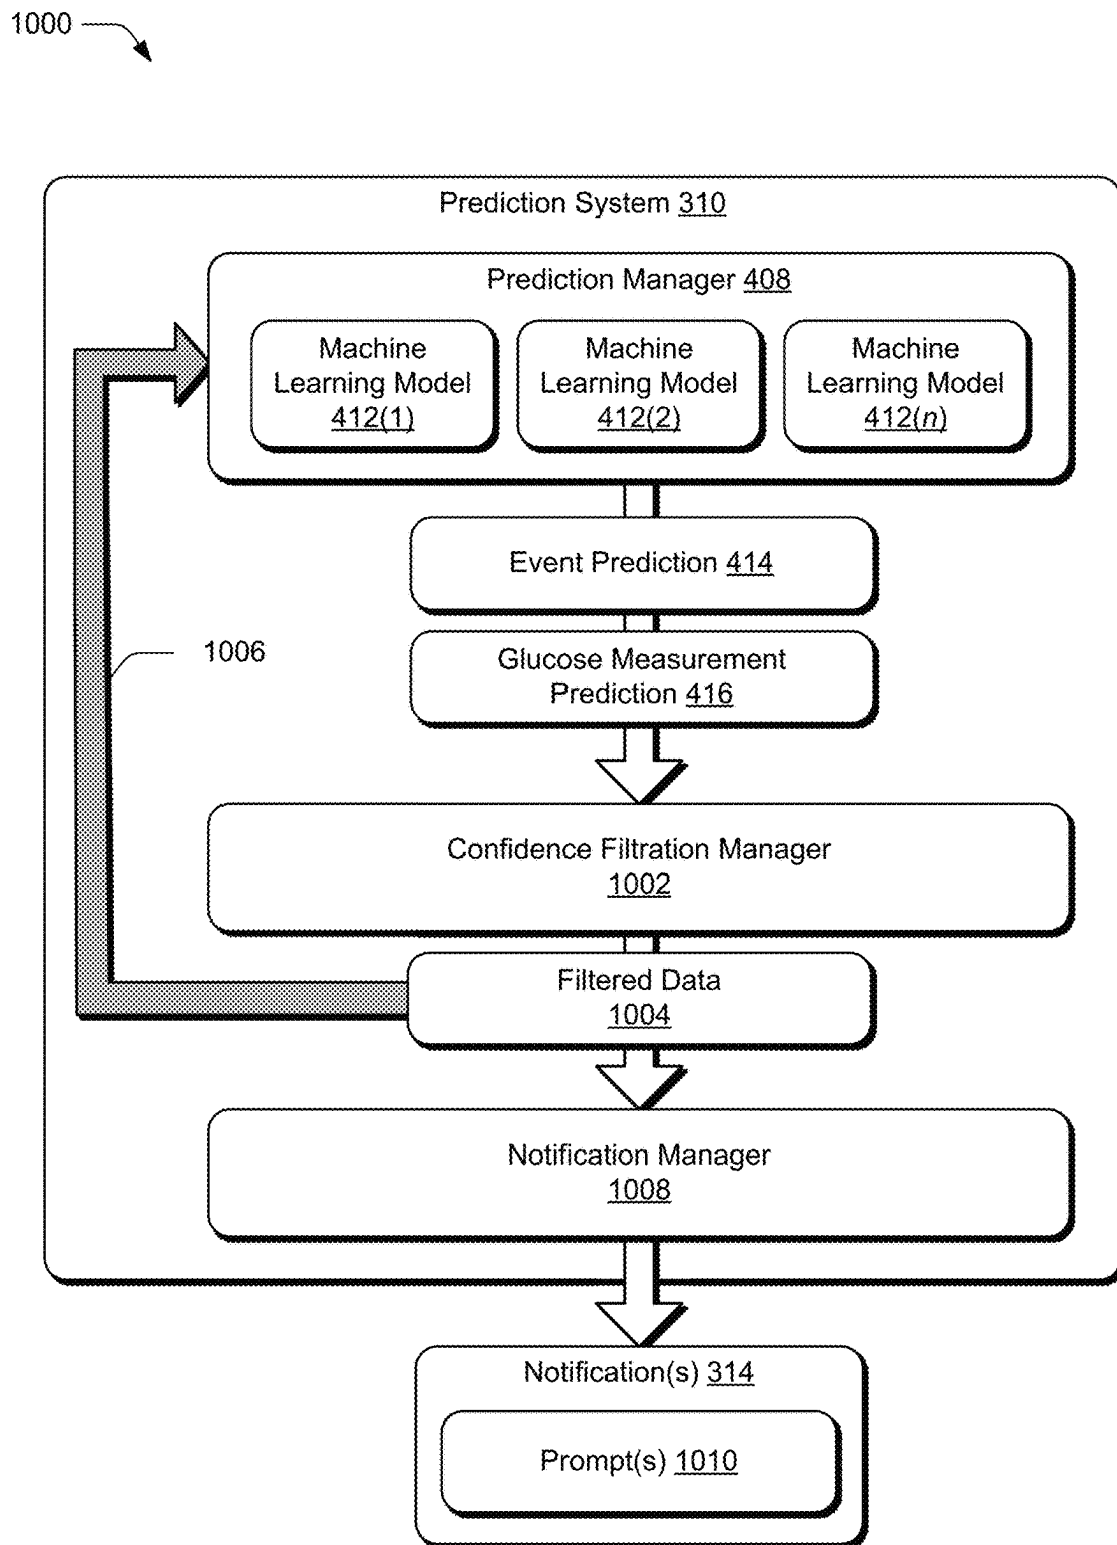 1000
Prediction System 310
Prediction Manager 408
Machine
Learning Model
412(1)
Machine
Learning Model
412(2)
Machine
Learning Model
412(n)
Event Prediction 414
Glucose Measurement
Prediction 416
1006
Confidence Filtration Manager
1002
Filtered Data
1004
Notification Manager
1008
Notification(s) 314
Prompt(s) 1010